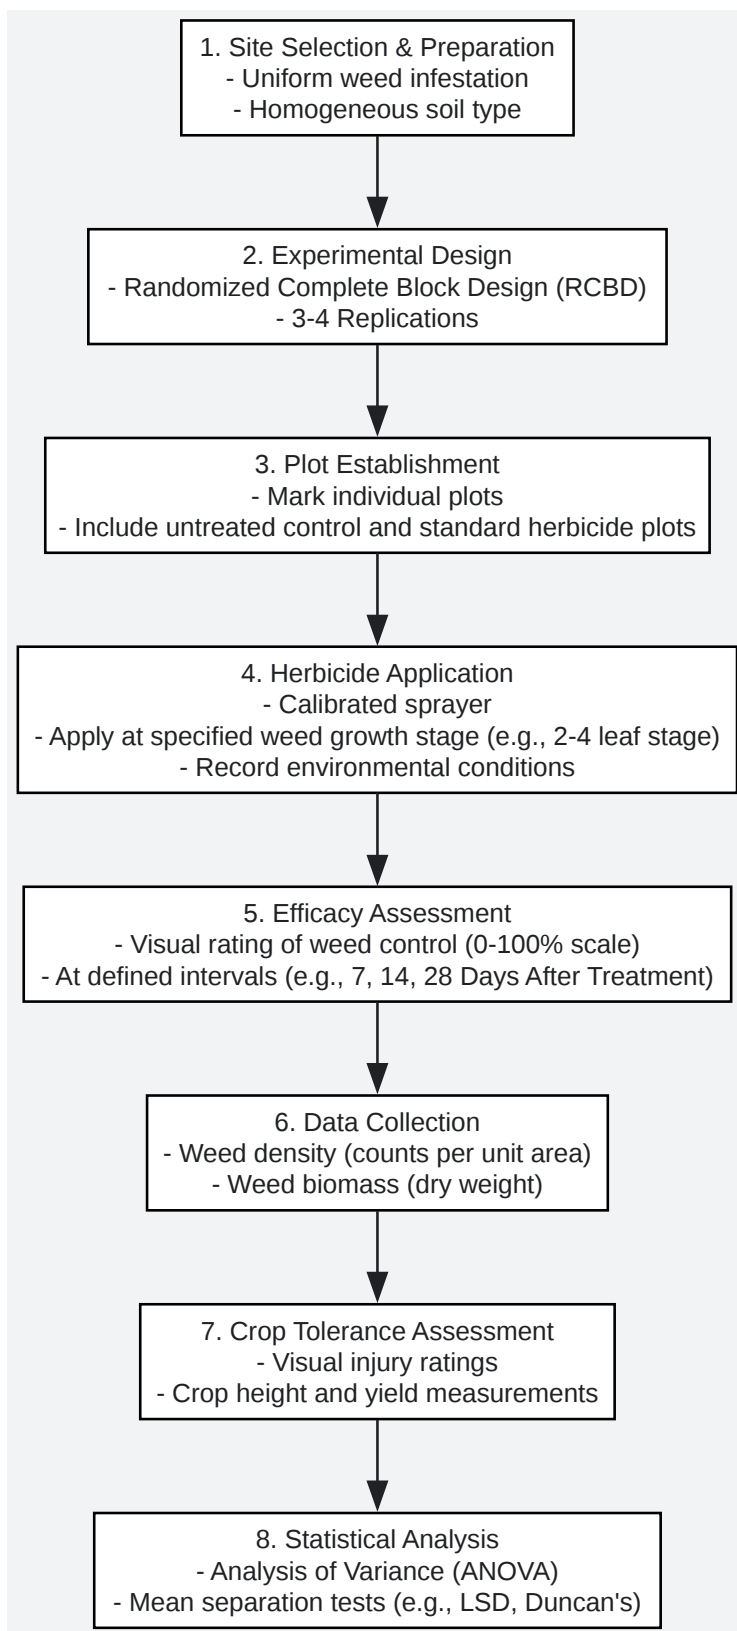 1. Site Selection & Preparation
- Uniform weed infestation
- Homogeneous soil type
2. Experimental Design
- Randomized Complete Block Design (RCBD)
- 3-4 Replications
3. Plot Establishment
- Mark individual plots
- Include untreated control and standard herbicide plots
4. Herbicide Application
- Calibrated sprayer
- Apply at specified weed growth stage (e.g., 2-4 leaf stage)
- Record environmental conditions
5. Efficacy Assessment
- Visual rating of weed control (0-100% scale)
- At defined intervals (e.g., 7, 14, 28 Days After Treatment)
6. Data Collection
- Weed density (counts per unit area)
- Weed biomass (dry weight)
7. Crop Tolerance Assessment
- Visual injury ratings
- Crop height and yield measurements
8. Statistical Analysis
- Analysis of Variance (ANOVA)
- Mean separation tests (e.g., LSD, Duncan's)